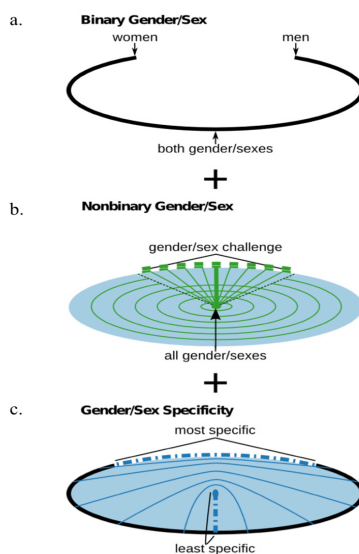 a. Binary Gender/Sex
women men
both gender/sexes
+
b. Nonbinary Gender/Sex
gender/sex challenge
all gender/sexes
+
c. Gender/Sex Specificity
most specific
least specific